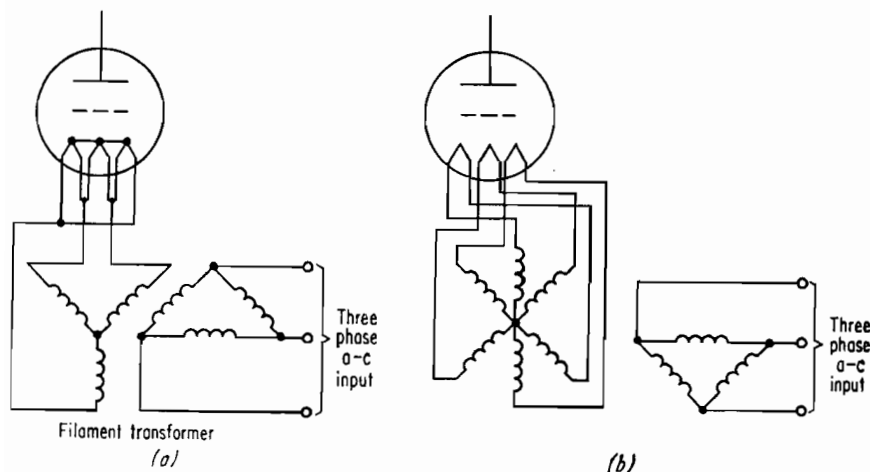 Three
phase
a-c
input
Filament transformer
(a)
Three
phase
a-c
input
(b)